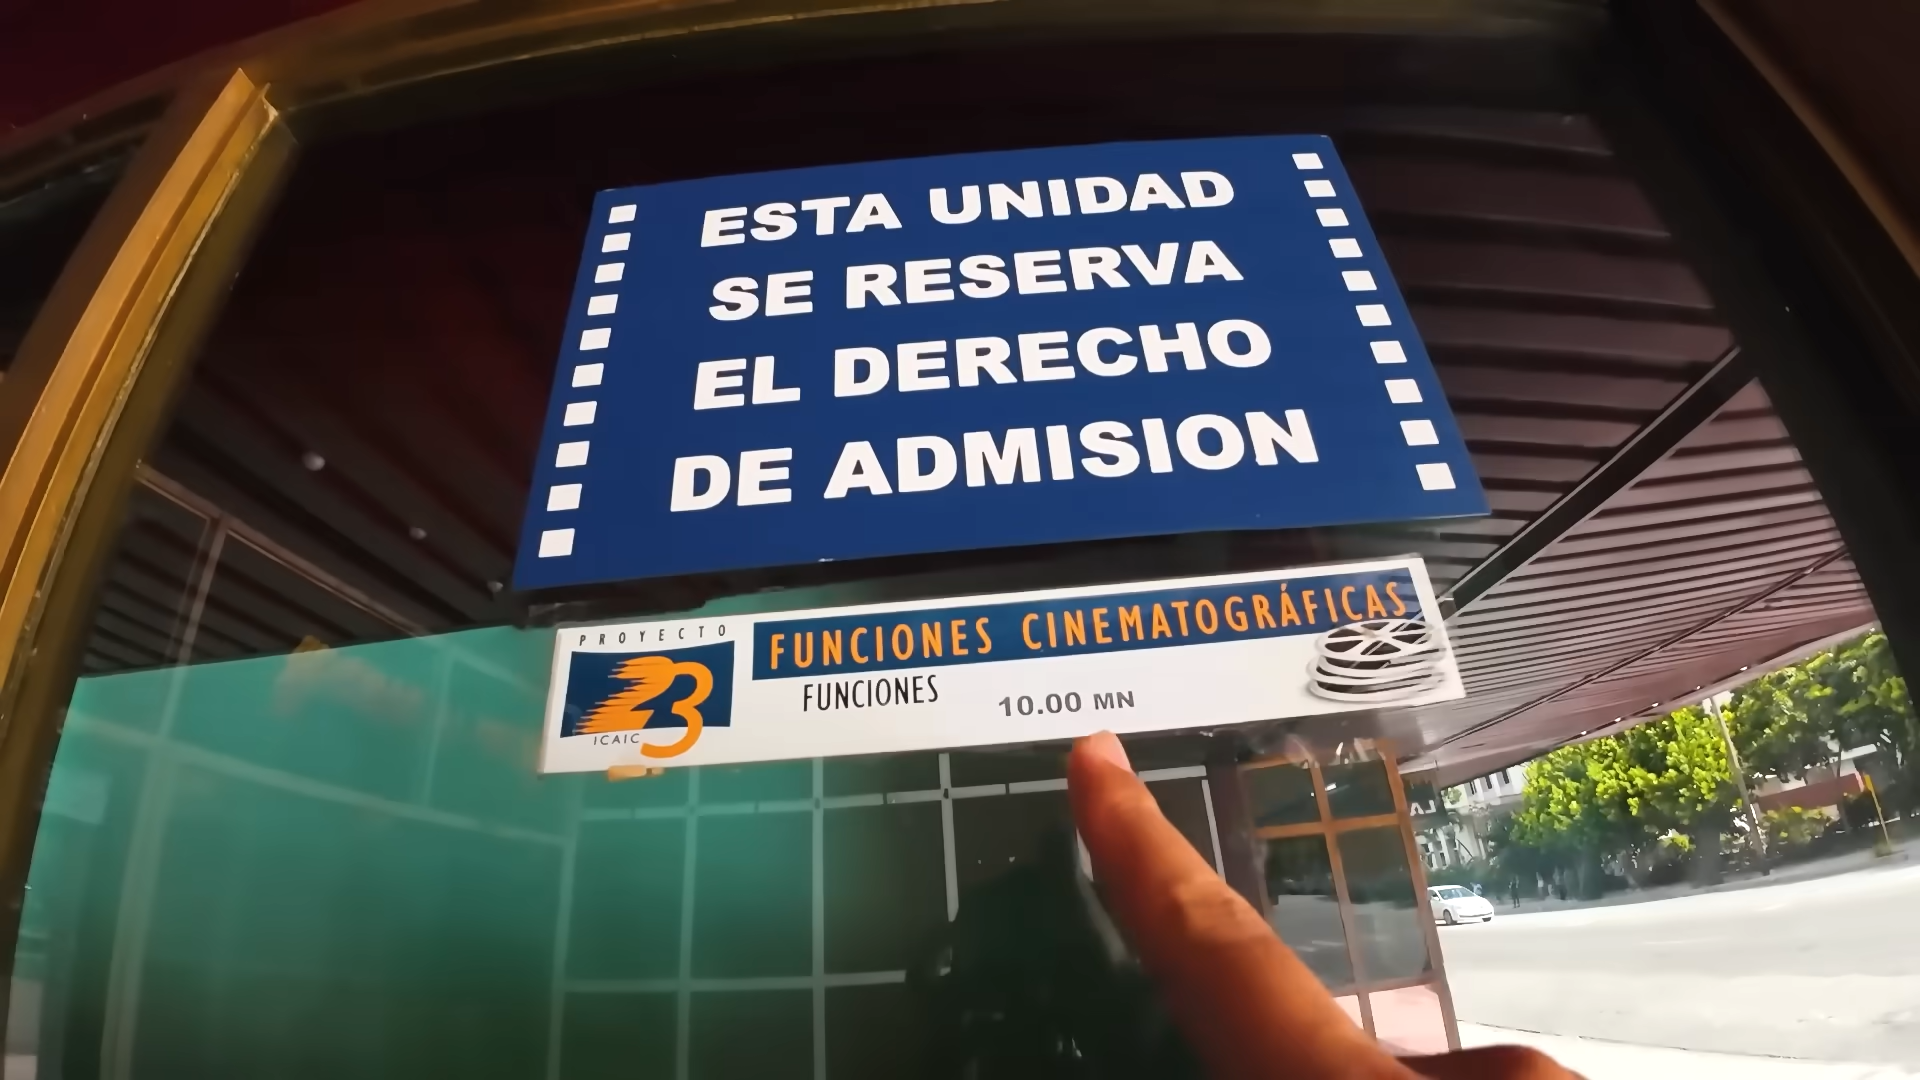 ESTA UNIDAD
SE RESERVA
EL DERECHO
DE ADMISION
PROYECTO
23
ICAIC
FUNCIONES CINEMATOGRÁFICAS
FUNCIONES 10.00 MN